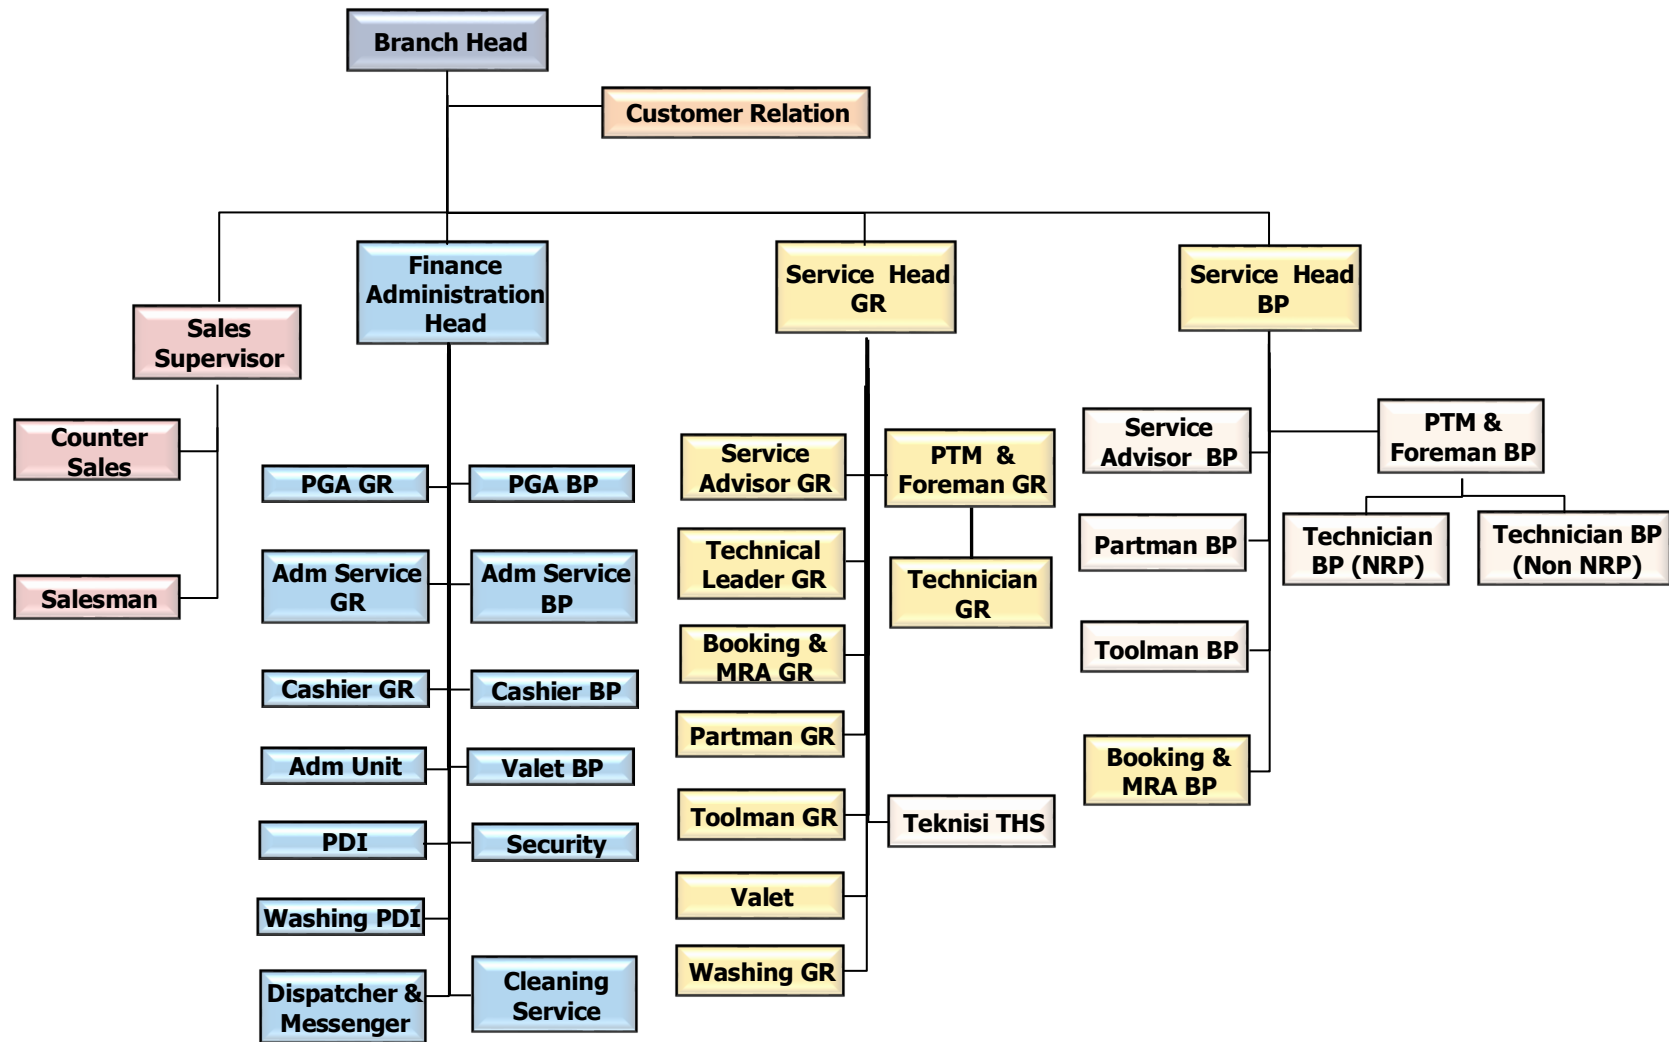 Branch Head
Customer Relation
Finance
Administration
Head
Service Head
GR
Service Head
BP
Sales
Supervisor
Counter
Sales
Salesman
PGA GR
PGA BP
Adm Service
GR
Adm Service
BP
Cashier GR
Cashier BP
Adm Unit
Valet BP
PDI
Security
Washing PDI
Dispatcher &
Messenger
Cleaning
Service
Service
Advisor GR
PTM &
Foreman GR
Technical
Leader GR
Technician
GR
Booking &
MRA GR
Partman GR
Toolman GR
Teknisi THS
Valet
Washing GR
Service
Advisor BP
PTM &
Foreman BP
Technician
BP (NRP)
Technician BP
(Non NRP)
Partman BP
Toolman BP
Booking &
MRA BP